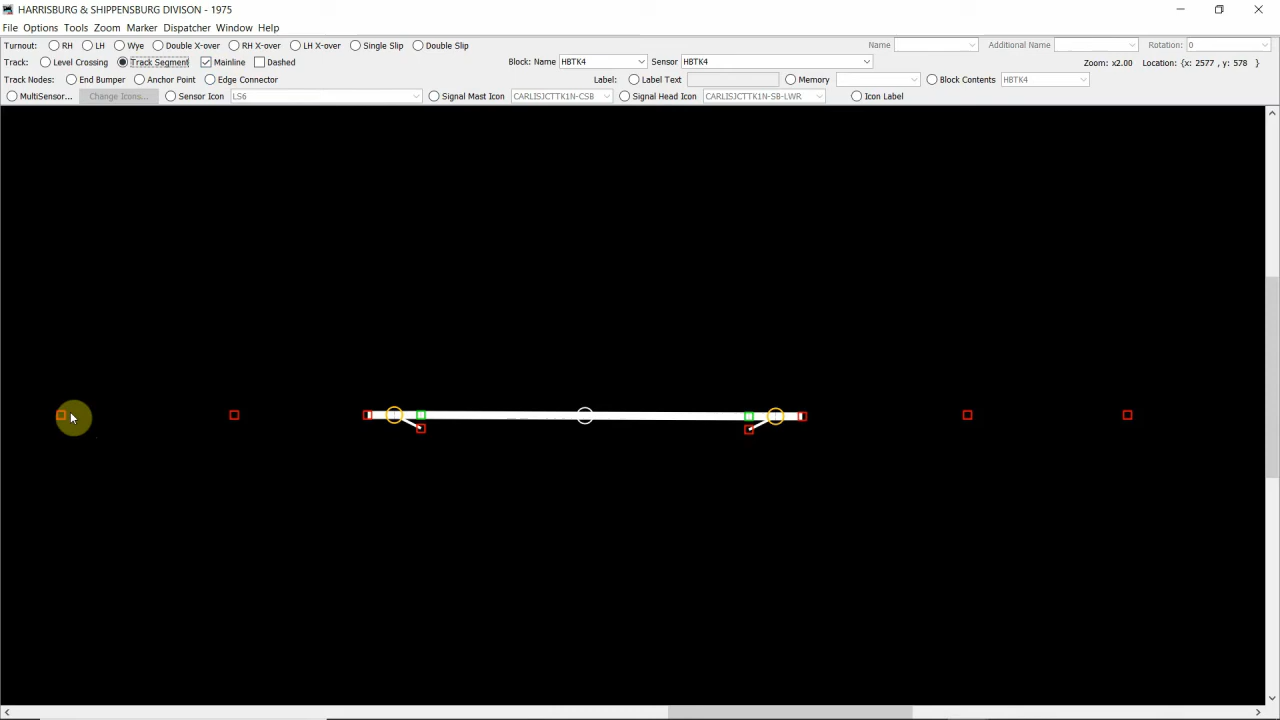 HARRISBURG & SHIPPENSBURG DIVISON - 1975
File Options Tools Zoom Marker Dispatcher Window Help
Turnout: RH LH Wye Double X-over RH X-over LH X-over Single Slip Double Slip Name Additional Name Rotation: 0
Track: Level Crossing Track Segment Mainline Dashed Block: Name HBTK4 Sensor HBTK4 Zoom: x2.00 Location: {x: 2577 , y: 578 }
Track Nodes: End Bumper Anchor Point Edge Connector Label: Label Text Memory Block Contents HBTK4
MultiSensor... Change Icons... Sensor Icon LS6 Signal Mast Icon CARLISJCTTK1N-CSB Signal Head Icon CARLISJCTTK1N-SB-LWR Icon Label